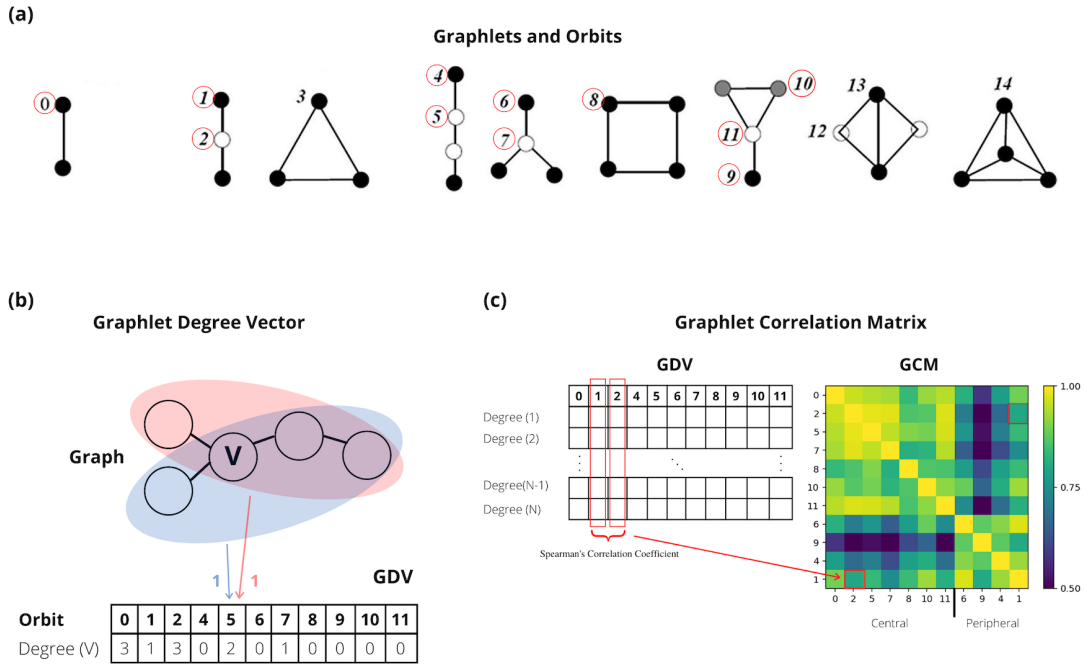 (a)
Graphlets and Orbits
0
1
2
3
4
5
6
7
8
10
11
9
13
12
14
(b)
Graphlet Degree Vector
Graph
V
1 1
GDV
Orbit 0 1 2 4 5 6 7 8 9 10 11
Degree (V) 3 1 3 0 2 0 1 0 0 0 0
(c)
Graphlet Correlation Matrix
GDV
0 1 2 4 5 6 7 8 9 10 11
Degree (1)
Degree (2)
Degree(N-1)
Degree (N)
Spearman's Correlation Coefficient
GCM
0
2
5
7
8
10
11
6
9
4
1
0 2 5 7 8 10 11 6 9 4 1
Central Peripheral
1.00
0.75
0.50